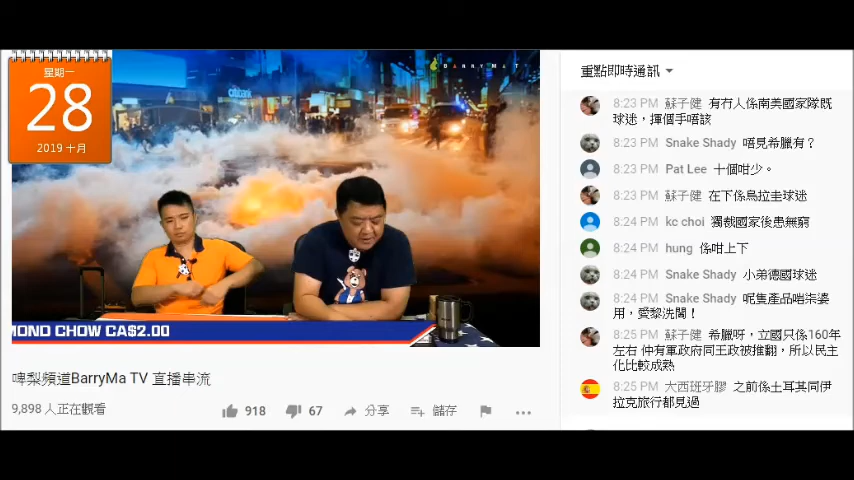 星期一
28
2019 十月
citibank
BARRYMA T
MOND CHOW CA$2.00
啤梨頻道BarryMa TV 直播串流
9,898 人正在觀看
918
67
分享
儲存
重點即時通訊
8:23 PM 蘇子健 有冇人係南美國家隊既
球迷，揮個手唔該
8:23 PM Snake Shady 唔見希臘有？
8:23 PM Pat Lee 十個咁少。
8:23 PM 蘇子健 在下係烏拉圭球迷
8:24 PM kc choi 獨裁國家後患無窮
8:24 PM hung 係咁上下
8:24 PM Snake Shady 小弟德國球迷
8:24 PM Snake Shady 呢隻產品啱柒婆
用，愛黎洗閪！
8:25 PM 蘇子健 希臘呀，立國只係160年
左右 仲有軍政府同王政被推翻，所以民主
化比較成熟
8:25 PM 大西班牙膠 之前係土耳其同伊
拉克旅行都見過